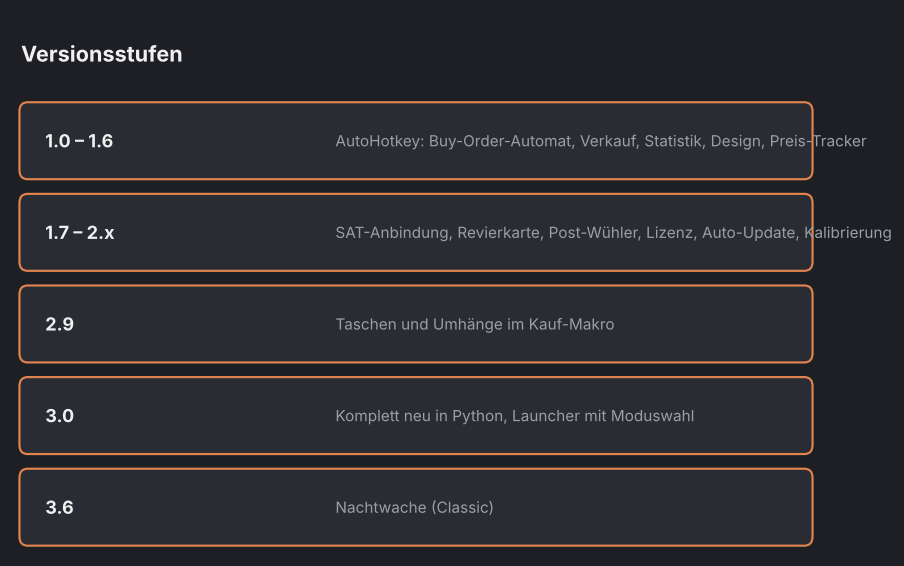 Versionsstufen
1.0 – 1.6 AutoHotkey: Buy-Order-Automat, Verkauf, Statistik, Design, Preis-Tracker
1.7 – 2.x SAT-Anbindung, Revierkarte, Post-Wühler, Lizenz, Auto-Update, Kalibrierung
2.9 Taschen und Umhänge im Kauf-Makro
3.0 Komplett neu in Python, Launcher mit Moduswahl
3.6 Nachtwache (Classic)